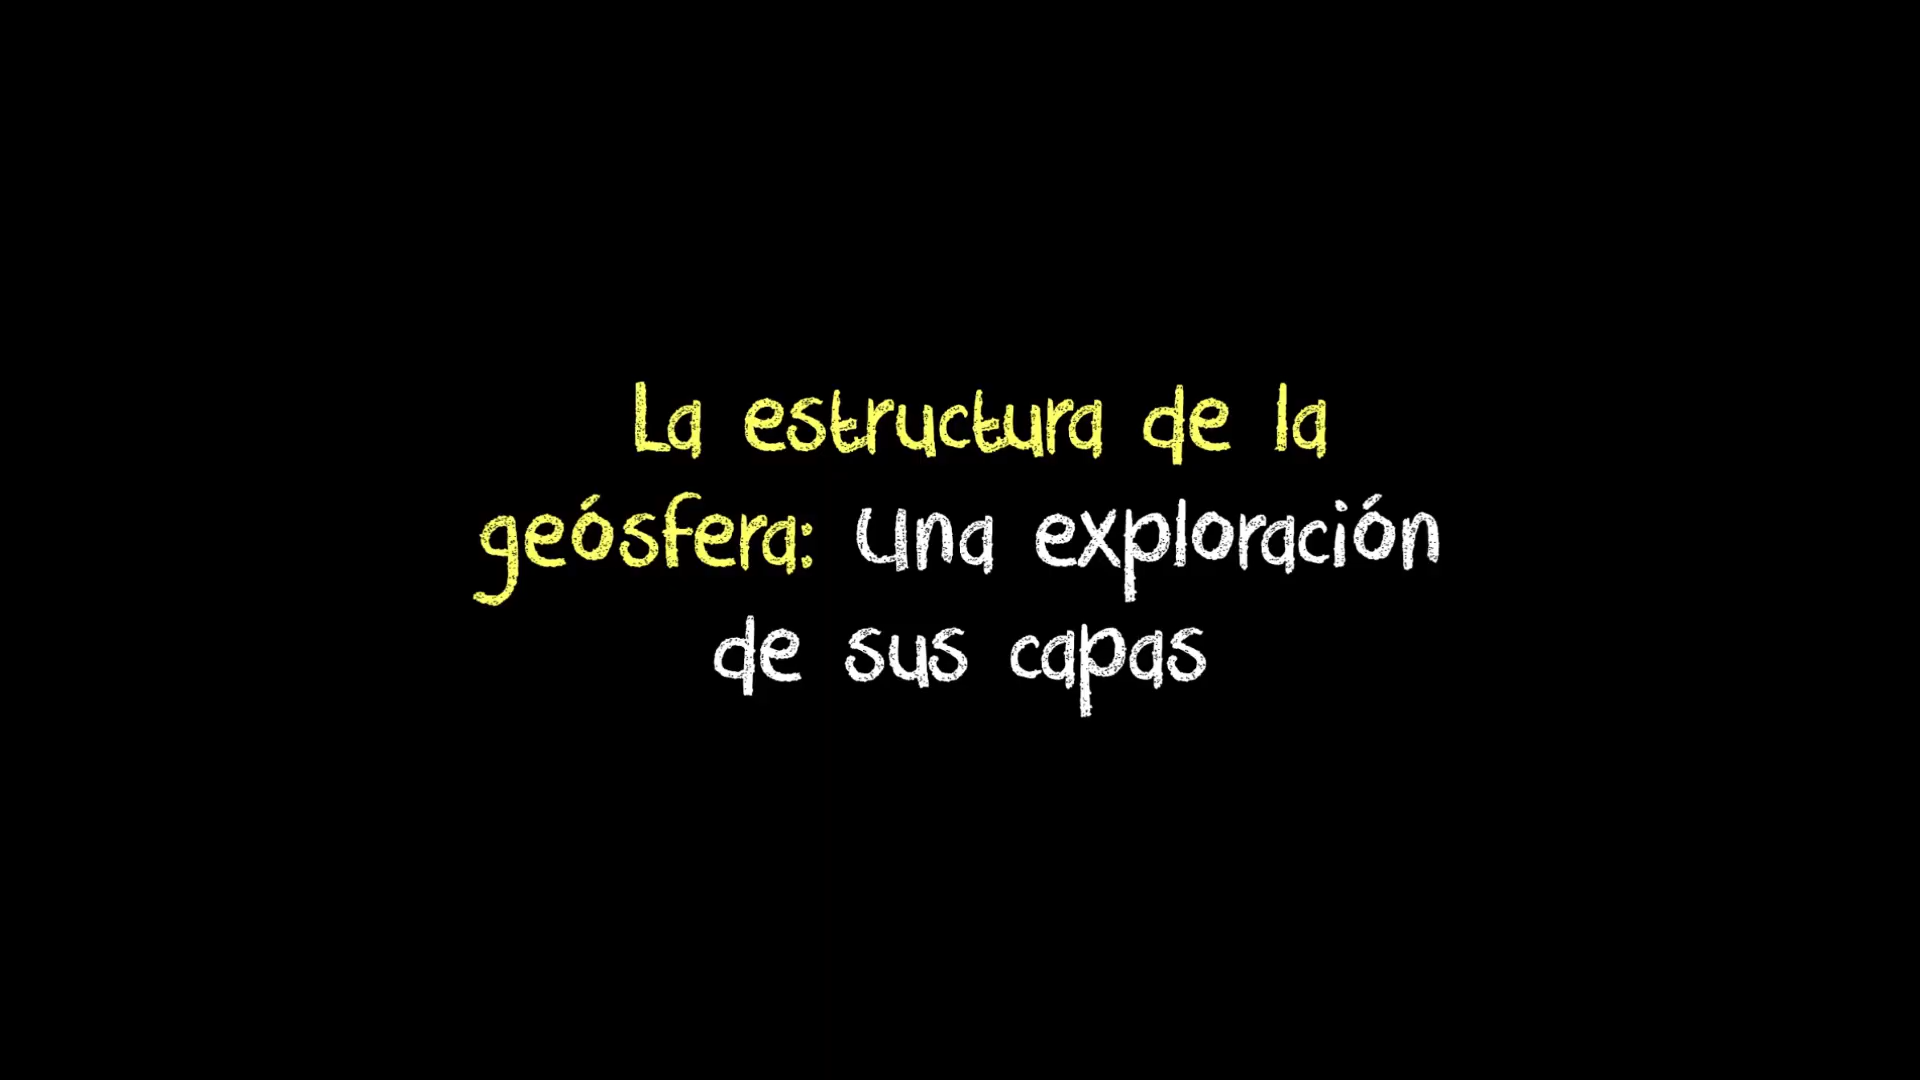 La estructura de la
geósfera: Una exploración
de sus capas